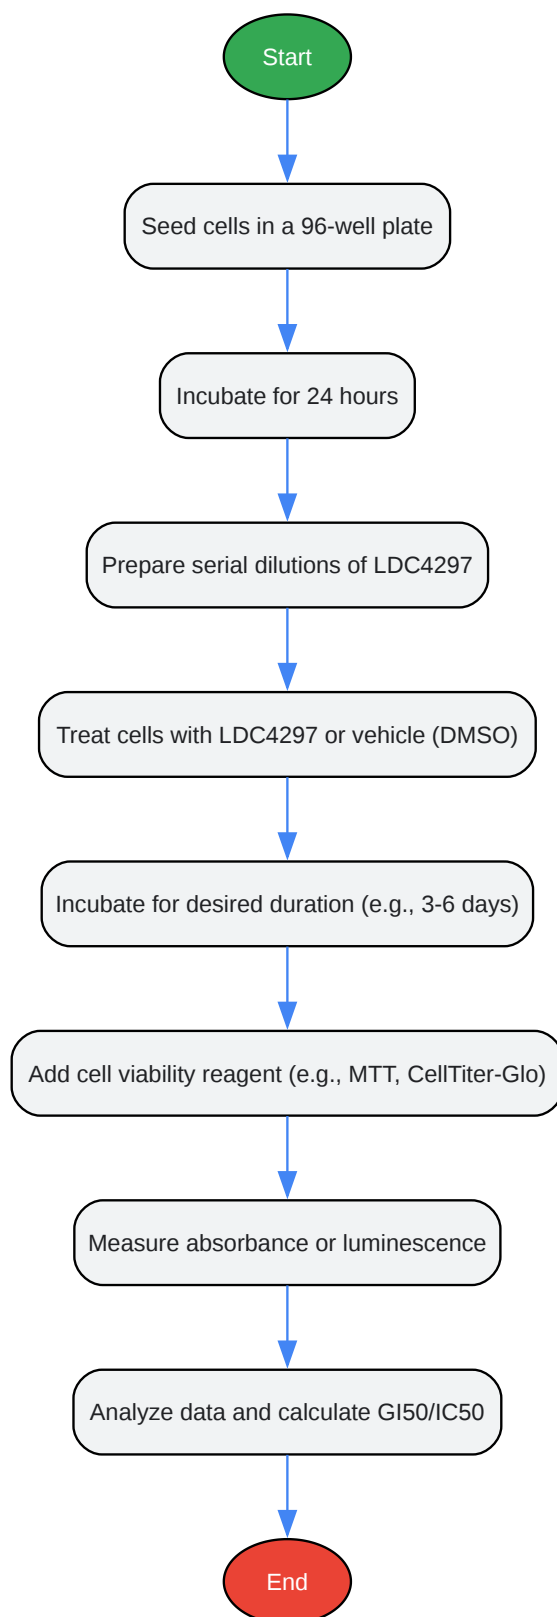 Start
Seed cells in a 96-well plate
Incubate for 24 hours
Prepare serial dilutions of LDC4297
Treat cells with LDC4297 or vehicle (DMSO)
Incubate for desired duration (e.g., 3-6 days)
Add cell viability reagent (e.g., MTT, CellTiter-Glo)
Measure absorbance or luminescence
Analyze data and calculate GI50/IC50
End